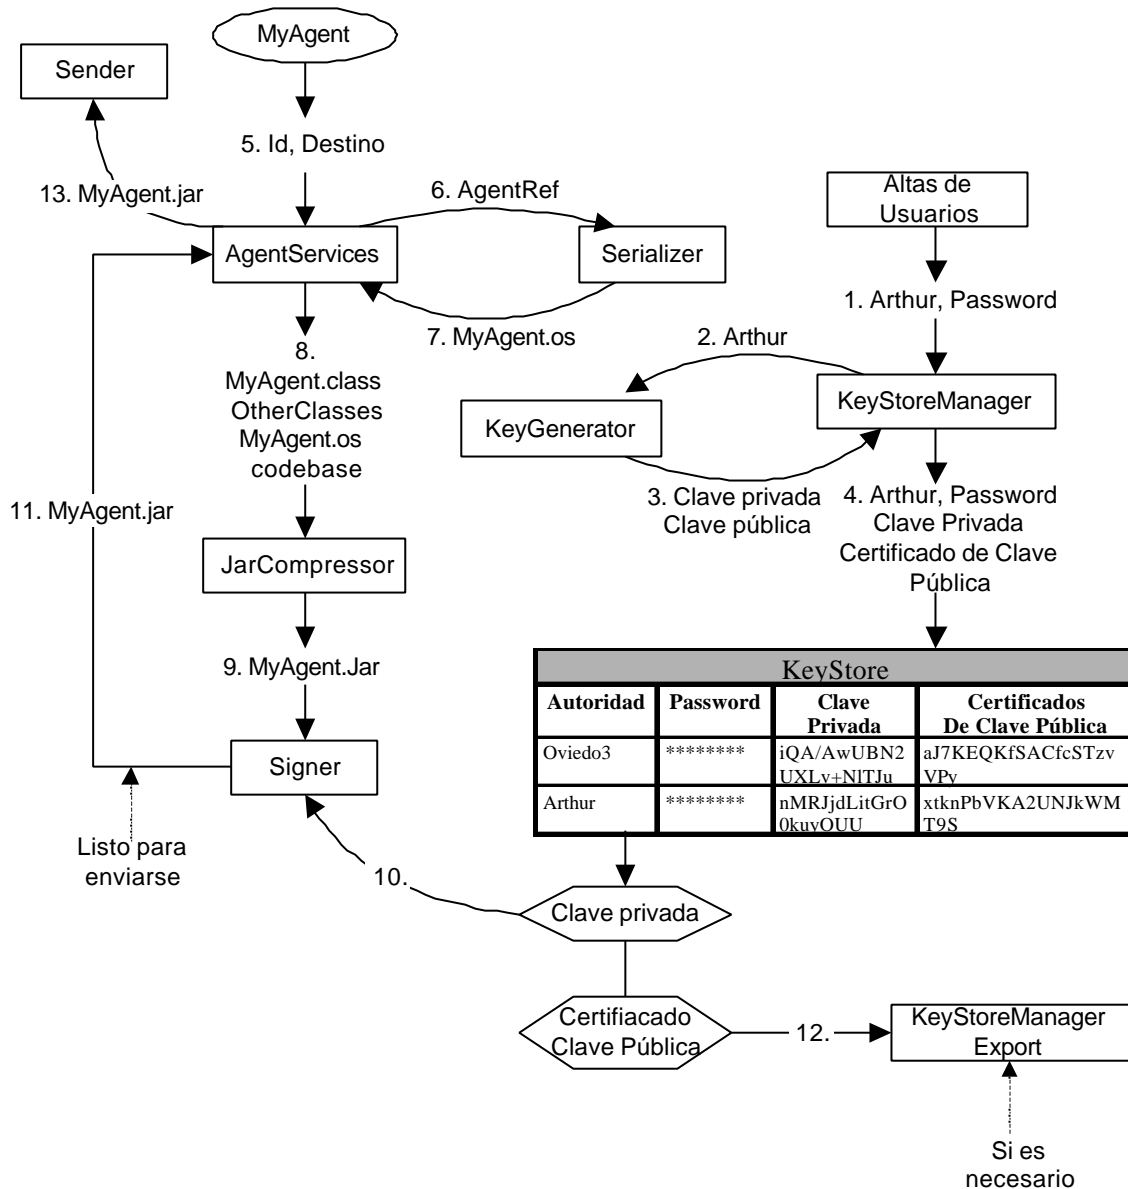 MyAgent
Sender
5. Id, Destino
13. MyAgent.jar
6. AgentRef
Altas de
Usuarios
AgentServices
Serializer
1. Arthur, Password
7. MyAgent.os
2. Arthur
8.
MyAgent.class
OtherClasses
MyAgent.os
codebase
KeyStoreManager
KeyGenerator
3. Clave privada
Clave pública
4. Arthur, Password
Clave Privada
Certificado de Clave
Pública
11. MyAgent.jar
JarCompressor
9. MyAgent.Jar
KeyStore
Autoridad Password Clave Certificados
Privada De Clave Pública
Oviedo3 ******** iQA/AwUBN2 aJ7KEQKfSACfcSTzv
UXLv+NlTJu VPv
Arthur ******** nMRJjdLitGrO xtknPbVKA2UNJkWM
0kuyOUU T9S
Signer
Listo para
enviarse
10.
Clave privada
Certifiacado
Clave Pública
12.
KeyStoreManager
Export
Si es
necesario